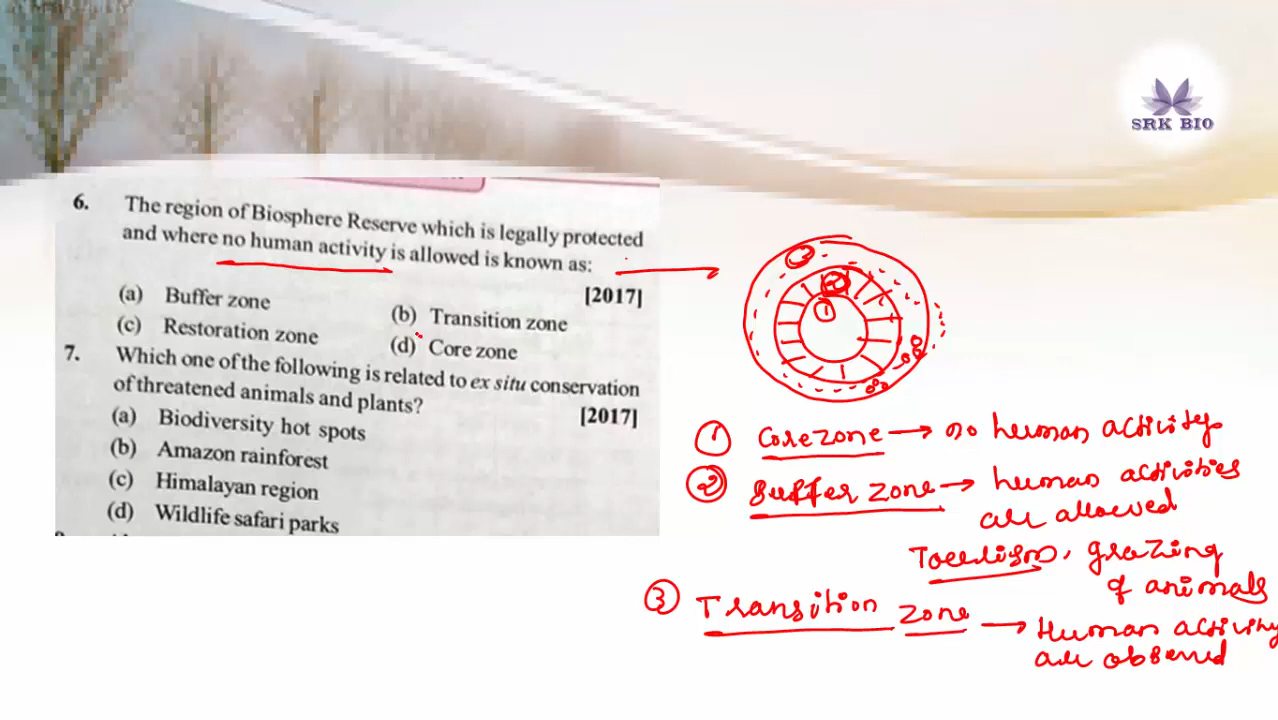 SRK BIO
6. The region of Biosphere Reserve which is legally protected
and where no human activity is allowed is known as:
[2017]
(a) Buffer zone
(b) Transition zone
(c) Restoration zone
(d) Core zone
7. Which one of the following is related to ex situ conservation
of threatened animals and plants?
[2017]
(a) Biodiversity hot spots
(b) Amazon rainforest
(c) Himalayan region
(d) Wildlife safari parks
1
2
① Core zone → no human activity
② Buffer zone → human activities
are allowed
Tourism, grazing
of animals
③ Transition zone → Human activity
are observed